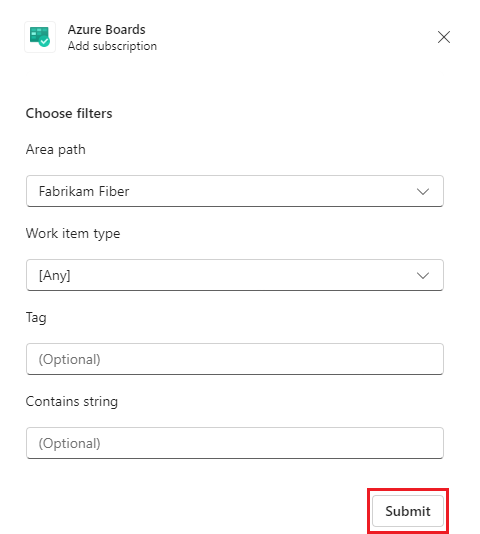 Azure Boards
Add subscription
Choose filters
Area path
Fabrikam Fiber
Work item type
[Any]
Tag
(Optional)
Contains string
(Optional)
Submit